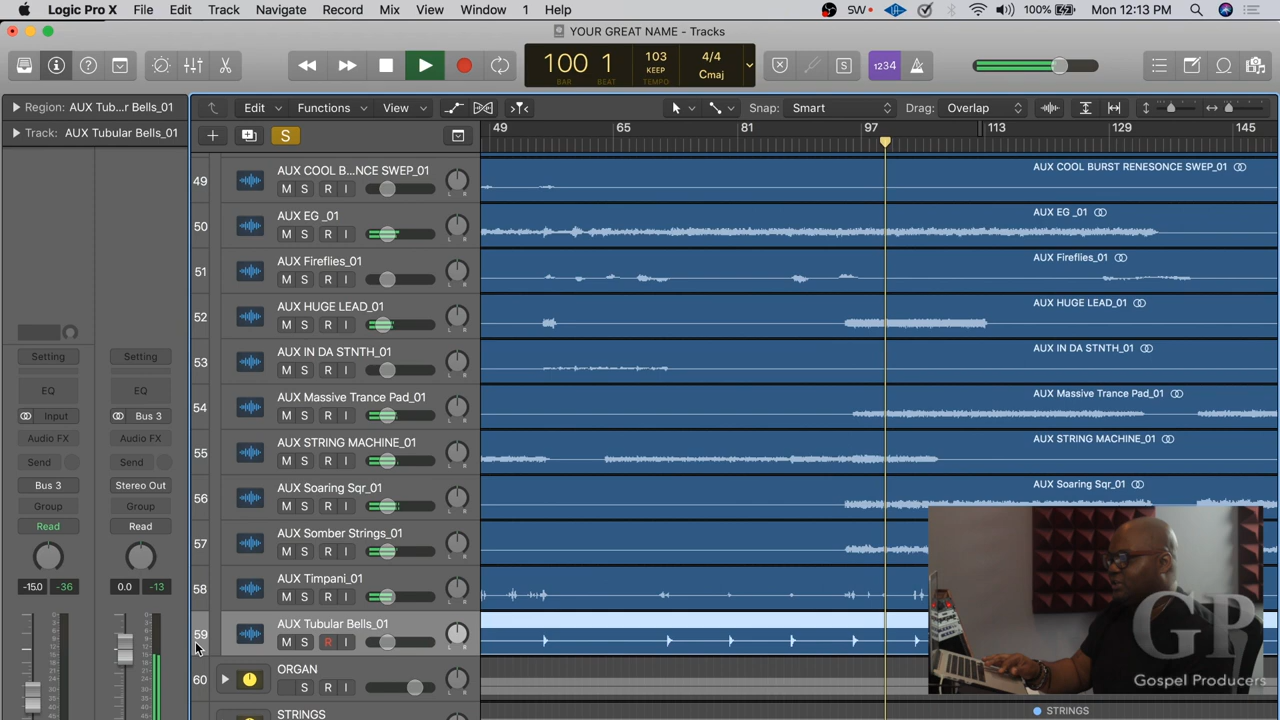 Logic Pro X File Edit Track Navigate Record Mix View Window 1 Help SW 100% Mon 12:13 PM
YOUR GREAT NAME - Tracks
100 1 103 4/4
KEEP Cmaj
BAR BEAT TEMPO
1234
Region: AUX Tub...r Bells_01
Track: AUX Tubular Bells_01
Edit Functions View Snap: Smart Drag: Overlap
S
49 65 81 97 113 129 145
49 AUX COOL B...NCE SWEP_01 AUX COOL BURST RENESONCE SWEP_01
M S R I L R
50 AUX EG _01 AUX EG _01
M S R I L R
51 AUX Fireflies_01 AUX Fireflies_01
M S R I L R
52 AUX HUGE LEAD_01 AUX HUGE LEAD_01
M S R I L R
53 AUX IN DA STNTH_01 AUX IN DA STNTH_01
M S R I L R
54 AUX Massive Trance Pad_01 AUX Massive Trance Pad_01
M S R I L R
55 AUX STRING MACHINE_01 AUX STRING MACHINE_01
M S R I L R
56 AUX Soaring Sqr_01 AUX Soaring Sqr_01
M S R I L R
57 AUX Somber Strings_01
M S R I L R
58 AUX Timpani_01
M S R I L R
59 AUX Tubular Bells_01
M S R I L R
60 ORGAN
S R I L R
STRINGS STRINGS
Setting Setting
EQ EQ
Input Bus 3
Audio FX Audio FX
Send Send
Bus 3 Stereo Out
Group Group
Read Read
-15.0 -36 0.0 -13
GP
Gospel Producers